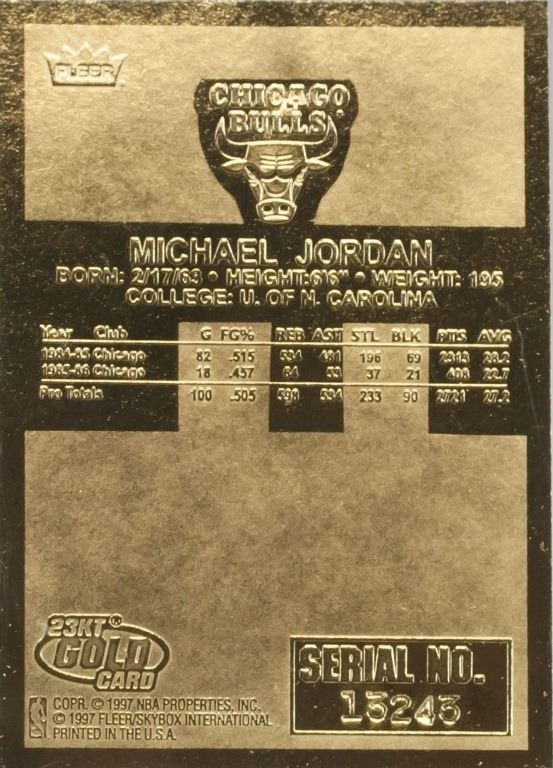 FLEER
CHICAGO
BULLS
MICHAEL JORDAN
BORN: 2/17/63 • HEIGHT:6'6" • WEIGHT: 195
COLLEGE: U. OF N. CAROLINA
Year Club G FG% REB AST STL BLK PTS AVG
1984-85 Chicago 82 .515 534 481 196 69 2313 28.2
1985-86 Chicago 18 .457 64 53 37 21 408 22.7
Pro Totals 100 .505 598 534 233 90 2721 27.2
23KT
GOLD
CARD
SERIAL NO.
13243
COPR. © 1997 NBA PROPERTIES, INC.
© 1997 FLEER/SKYBOX INTERNATIONAL
PRINTED IN THE U.S.A.